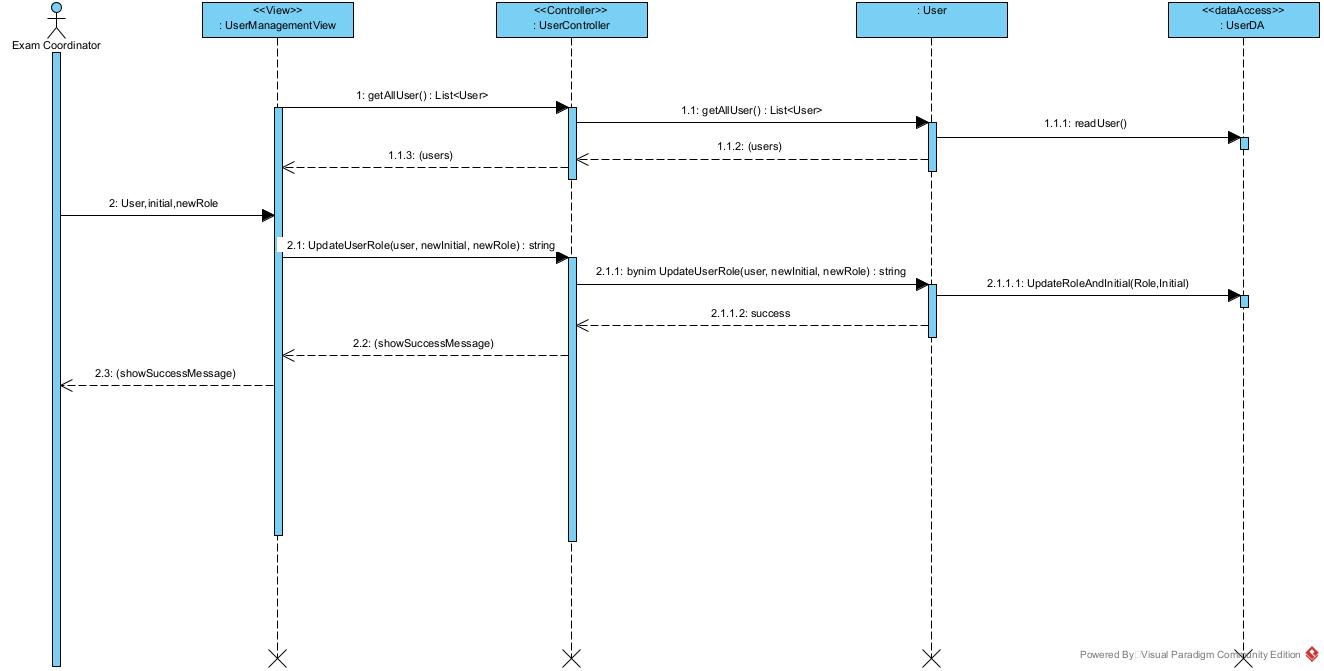 <<View>>
: UserManagementView
<<Controller>>
: UserController
: User
<<dataAccess>>
: UserDA
Exam Coordinator
1: getAllUser() : List<User>
1.1: getAllUser() : List<User>
1.1.1: readUser()
1.1.2: (users)
1.1.3: (users)
2: User,initial,newRole
2.1: UpdateUserRole(user, newInitial, newRole) : string
2.1.1: bynim UpdateUserRole(user, newInitial, newRole) : string
2.1.1.1: UpdateRoleAndInitial(Role,Initial)
2.1.1.2: success
2.2: (showSuccessMessage)
2.3: (showSuccessMessage)
Powered By Visual Paradigm Community Edition